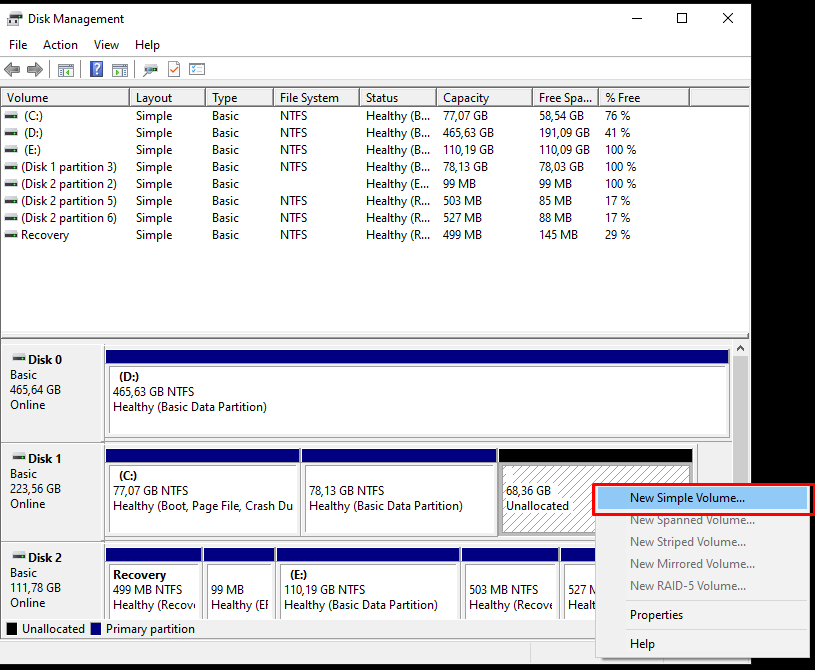 Disk Management
File Action View Help
Volume Layout Type File System Status Capacity Free Spa... % Free
(C:) Simple Basic NTFS Healthy (B... 77,07 GB 58,54 GB 76 %
(D:) Simple Basic NTFS Healthy (B... 465,63 GB 191,09 GB 41 %
(E:) Simple Basic NTFS Healthy (B... 110,19 GB 110,09 GB 100 %
(Disk 1 partition 3) Simple Basic NTFS Healthy (B... 78,13 GB 78,03 GB 100 %
(Disk 2 partition 2) Simple Basic Healthy (E... 99 MB 99 MB 100 %
(Disk 2 partition 5) Simple Basic NTFS Healthy (R... 503 MB 85 MB 17 %
(Disk 2 partition 6) Simple Basic NTFS Healthy (R... 527 MB 88 MB 17 %
Recovery Simple Basic NTFS Healthy (R... 499 MB 145 MB 29 %
Disk 0
Basic
465,64 GB
Online
(D:)
465,63 GB NTFS
Healthy (Basic Data Partition)
Disk 1
Basic
223,56 GB
Online
(C:)
77,07 GB NTFS
Healthy (Boot, Page File, Crash Du
78,13 GB NTFS
Healthy (Basic Data Partition)
68,36 GB
Unallocated
New Simple Volume...
New Spanned Volume...
New Striped Volume...
New Mirrored Volume...
New RAID-5 Volume...
Properties
Help
Disk 2
Basic
111,78 GB
Online
Recovery
499 MB NTFS
Healthy (Recov
99 MB
Healthy (EF
(E:)
110,19 GB NTFS
Healthy (Basic Data Partition)
503 MB NTFS
Healthy (Recove
527 N
Healt
Unallocated Primary partition